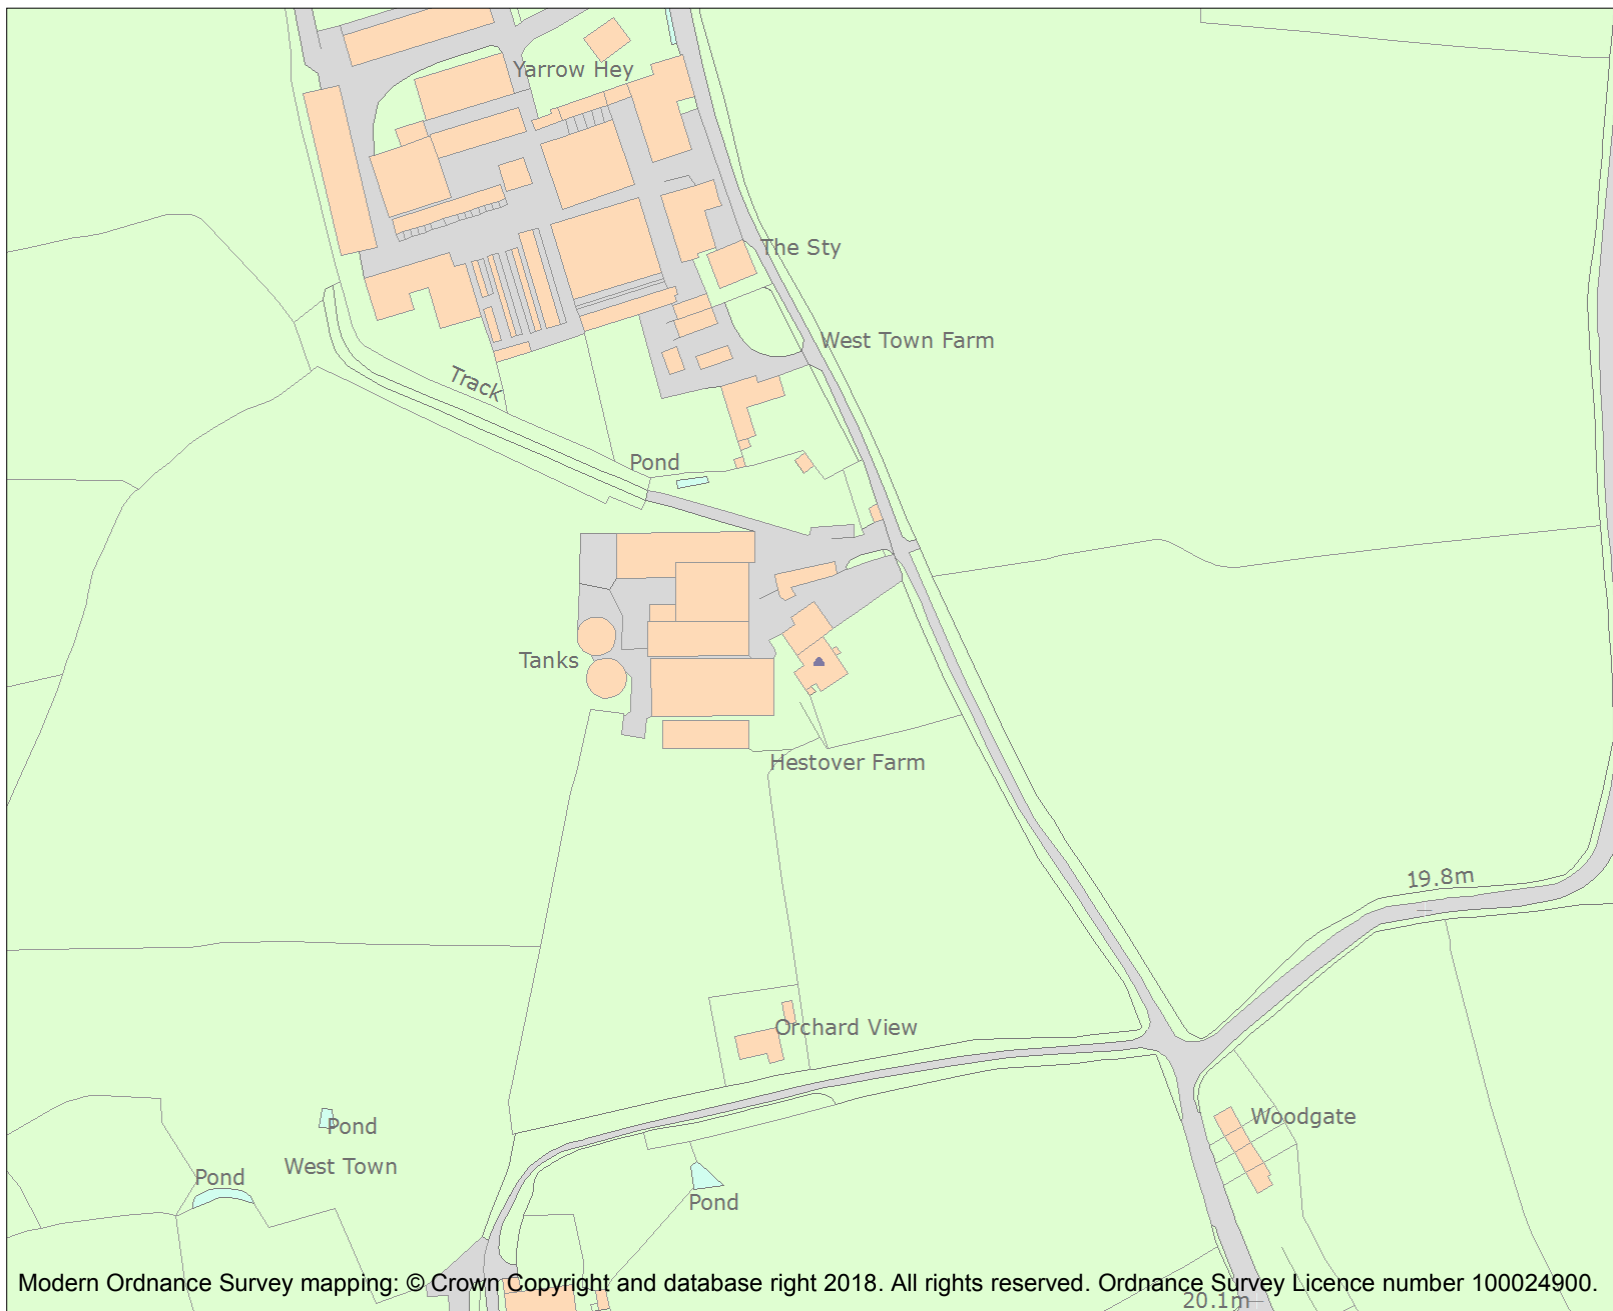 Yarrow Hey
The Sty
West Town Farm
Track
Pond
Tanks
Hestover Farm
19.8m
Orchard View
Pond
Woodgate
West Town
Pond
Pond
Modern Ordnance Survey mapping: © Crown Copyright and database right 2018. All rights reserved. Ordnance Survey Licence number 100024900.
20.1m